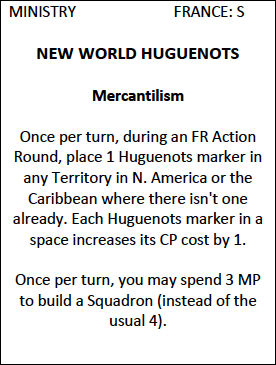 MINISTRY FRANCE: S
NEW WORLD HUGUENOTS
Mercantilism
Once per turn, during an FR Action
Round, place 1 Huguenots marker in
any Territory in N. America or the
Caribbean where there isn't one
already. Each Huguenots marker in a
space increases its CP cost by 1.
Once per turn, you may spend 3 MP
to build a Squadron (instead of the
usual 4).